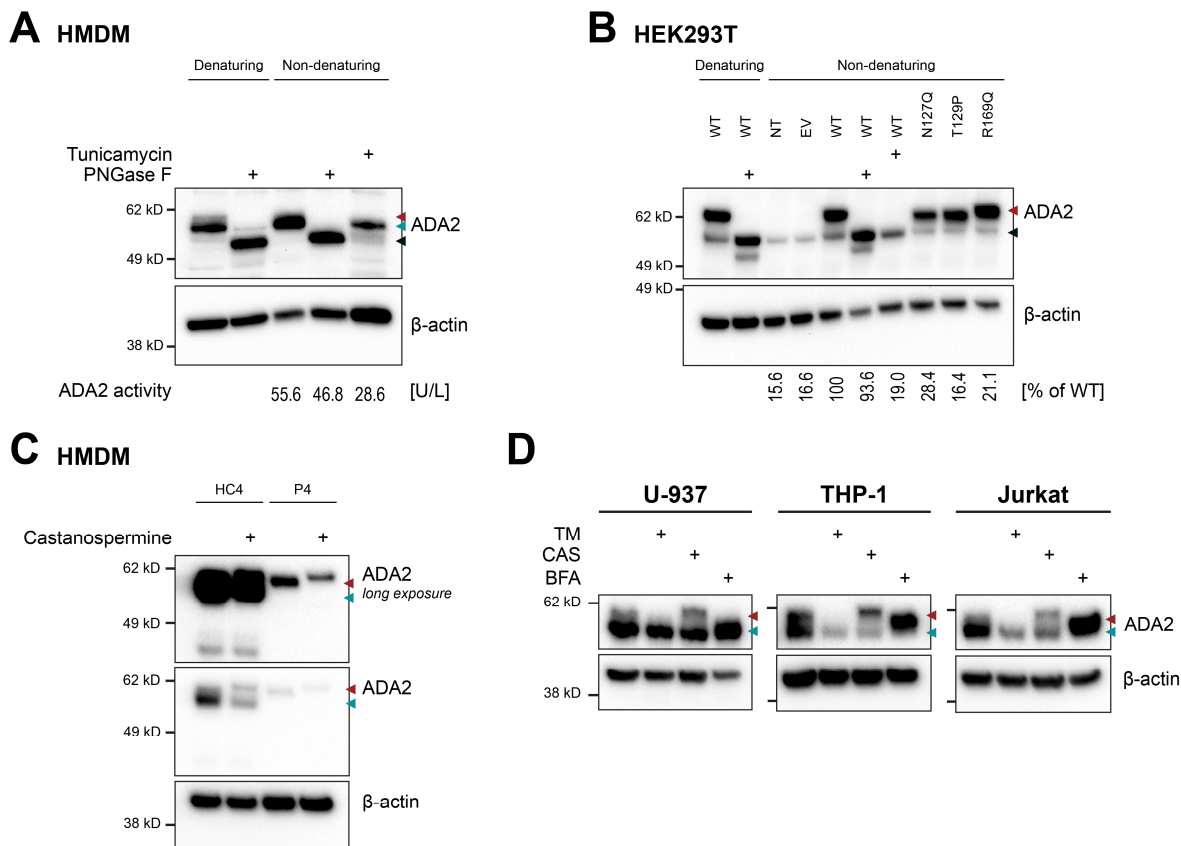 A HMDM
Denaturing Non-denaturing
Tunicamycin +
PNGase F + +
62 kD
ADA2
49 kD
β-actin
38 kD
ADA2 activity 55.6 46.8 28.6 [U/L]
B HEK293T
Denaturing Non-denaturing
WT WT NT EV WT WT WT N127Q T129P R169Q
+
+ +
62 kD ADA2
49 kD
49 kD
β-actin
15.6 16.6 100 93.6 19.0 28.4 16.4 21.1 [% of WT]
C HMDM
HC4 P4
Castanospermine + +
62 kD ADA2
long exposure
49 kD
62 kD ADA2
49 kD
β-actin
38 kD
D
U-937 THP-1 Jurkat
TM + + +
CAS + + +
BFA + + +
62 kD
ADA2
β-actin
38 kD